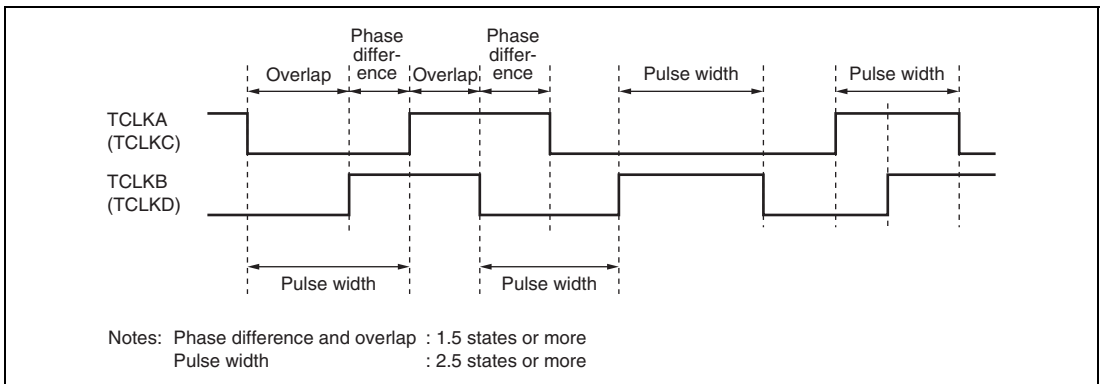 Phase
differ-
ence
Phase
differ-
ence
Overlap
Overlap
Pulse width
Pulse width
TCLKA
(TCLKC)
TCLKB
(TCLKD)
Pulse width
Pulse width
Notes: Phase difference and overlap : 1.5 states or more
Pulse width : 2.5 states or more